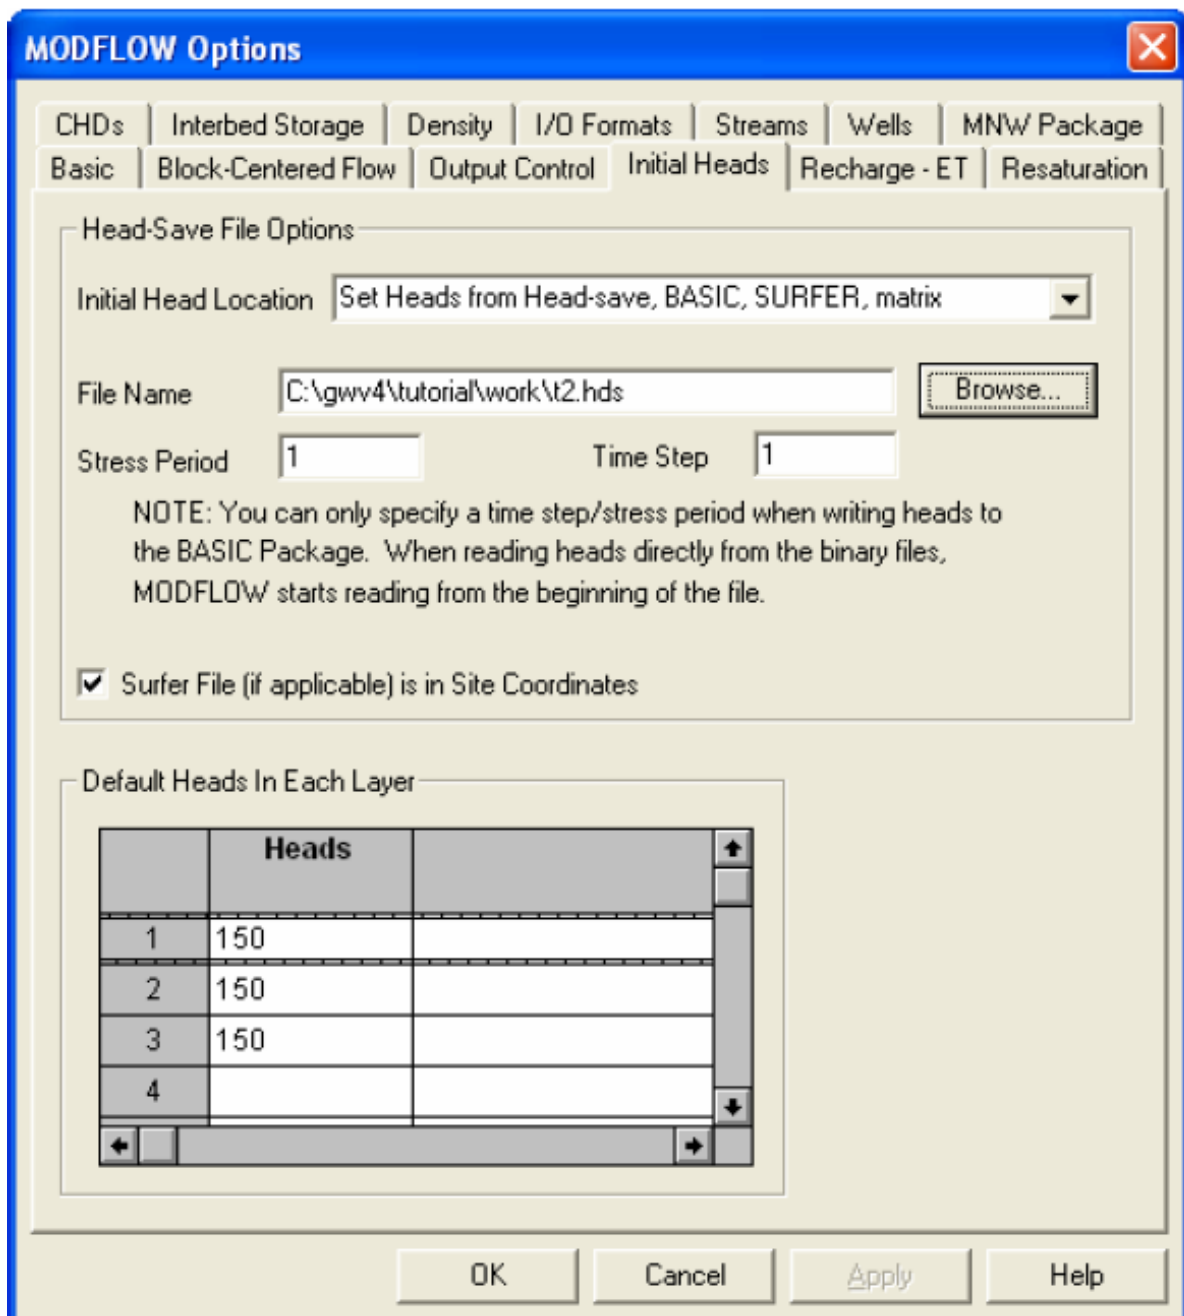 MODFLOW Options
CHDs Interbed Storage Density I/O Formats Streams Wells MNW Package
Basic Block-Centered Flow Output Control Initial Heads Recharge - ET Resaturation
Head-Save File Options
Initial Head Location Set Heads from Head-save, BASIC, SURFER, matrix
File Name C:\gwv4\tutorial\work\t2.hds Browse...
Stress Period 1 Time Step 1
NOTE: You can only specify a time step/stress period when writing heads to
the BASIC Package. When reading heads directly from the binary files,
MODFLOW starts reading from the beginning of the file.
Surfer File (if applicable) is in Site Coordinates
Default Heads In Each Layer
Heads
1 150
2 150
3 150
4
OK Cancel Apply Help